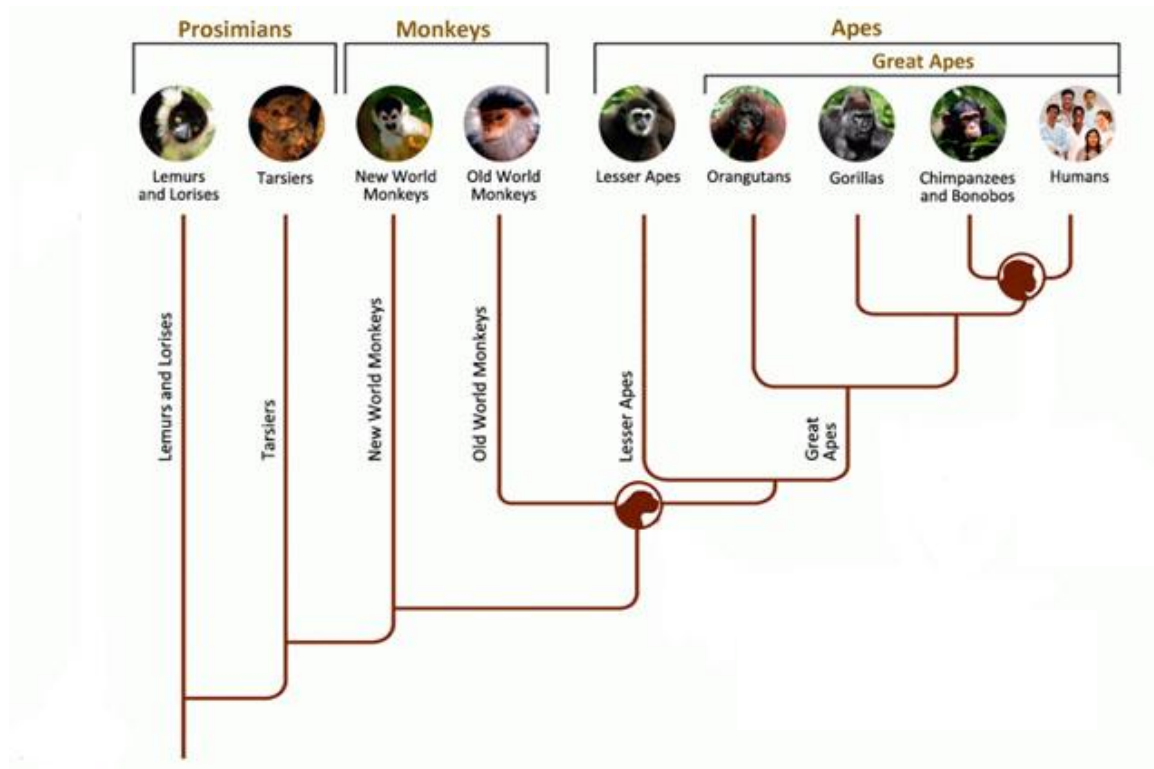 Prosimians
Monkeys
Apes
Great Apes
Lemurs
and Lorises
Tarsiers
New World
Monkeys
Old World
Monkeys
Lesser Apes
Orangutans
Gorillas
Chimpanzees
and Bonobos
Humans
Lemurs and Lorises
Tarsiers
New World Monkeys
Old World Monkeys
Lesser Apes
Great
Apes